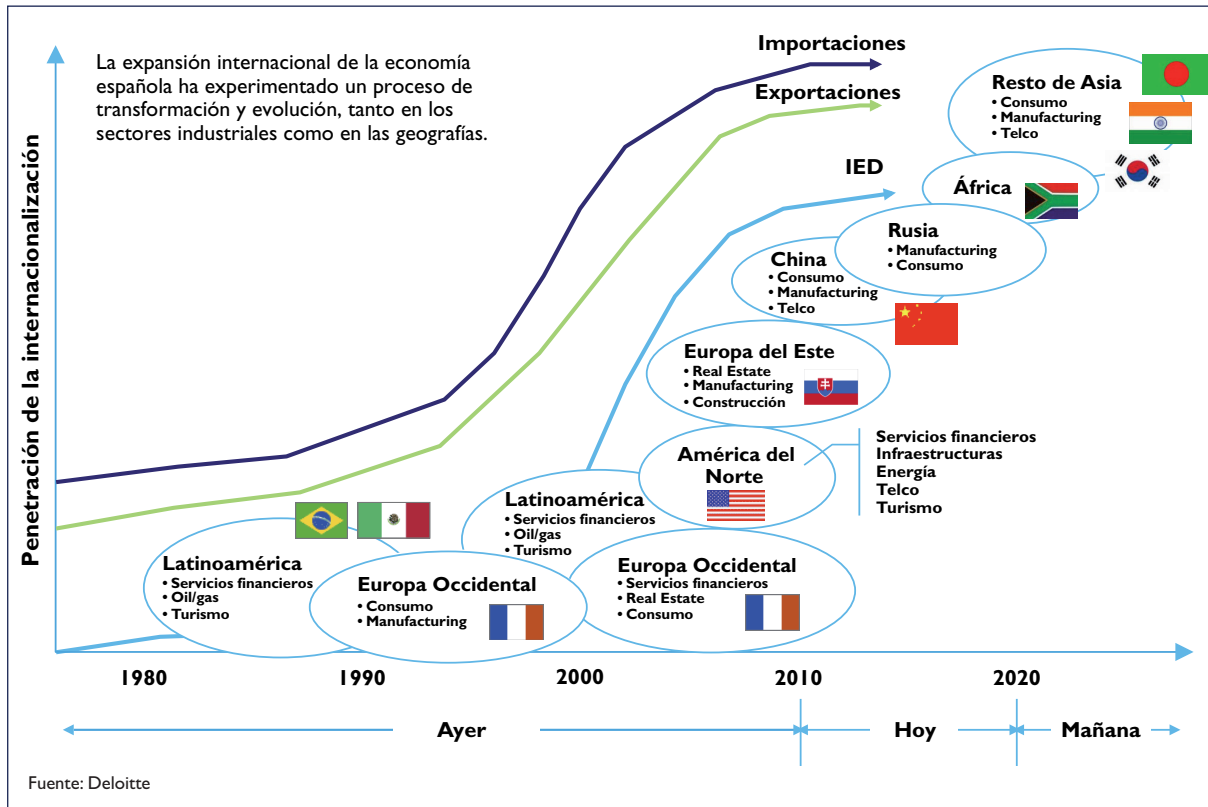 La expansión internacional de la economía
española ha experimentado un proceso de
transformación y evolución, tanto en los
sectores industriales como en las geografías.
Importaciones
Exportaciones
IED
Penetración de la internacionalización
Resto de Asia
• Consumo
• Manufacturing
• Telco
África
Rusia
• Manufacturing
• Consumo
China
• Consumo
• Manufacturing
• Telco
Europa del Este
• Real Estate
• Manufacturing
• Construcción
América del
Norte
Servicios financieros
Infraestructuras
Energía
Telco
Turismo
Latinoamérica
• Servicios financieros
• Oil/gas
• Turismo
Europa Occidental
• Servicios financieros
• Real Estate
• Consumo
Latinoamérica
• Servicios financieros
• Oil/gas
• Turismo
Europa Occidental
• Consumo
• Manufacturing
1980 1990 2000 2010 2020
Ayer Hoy Mañana
Fuente: Deloitte